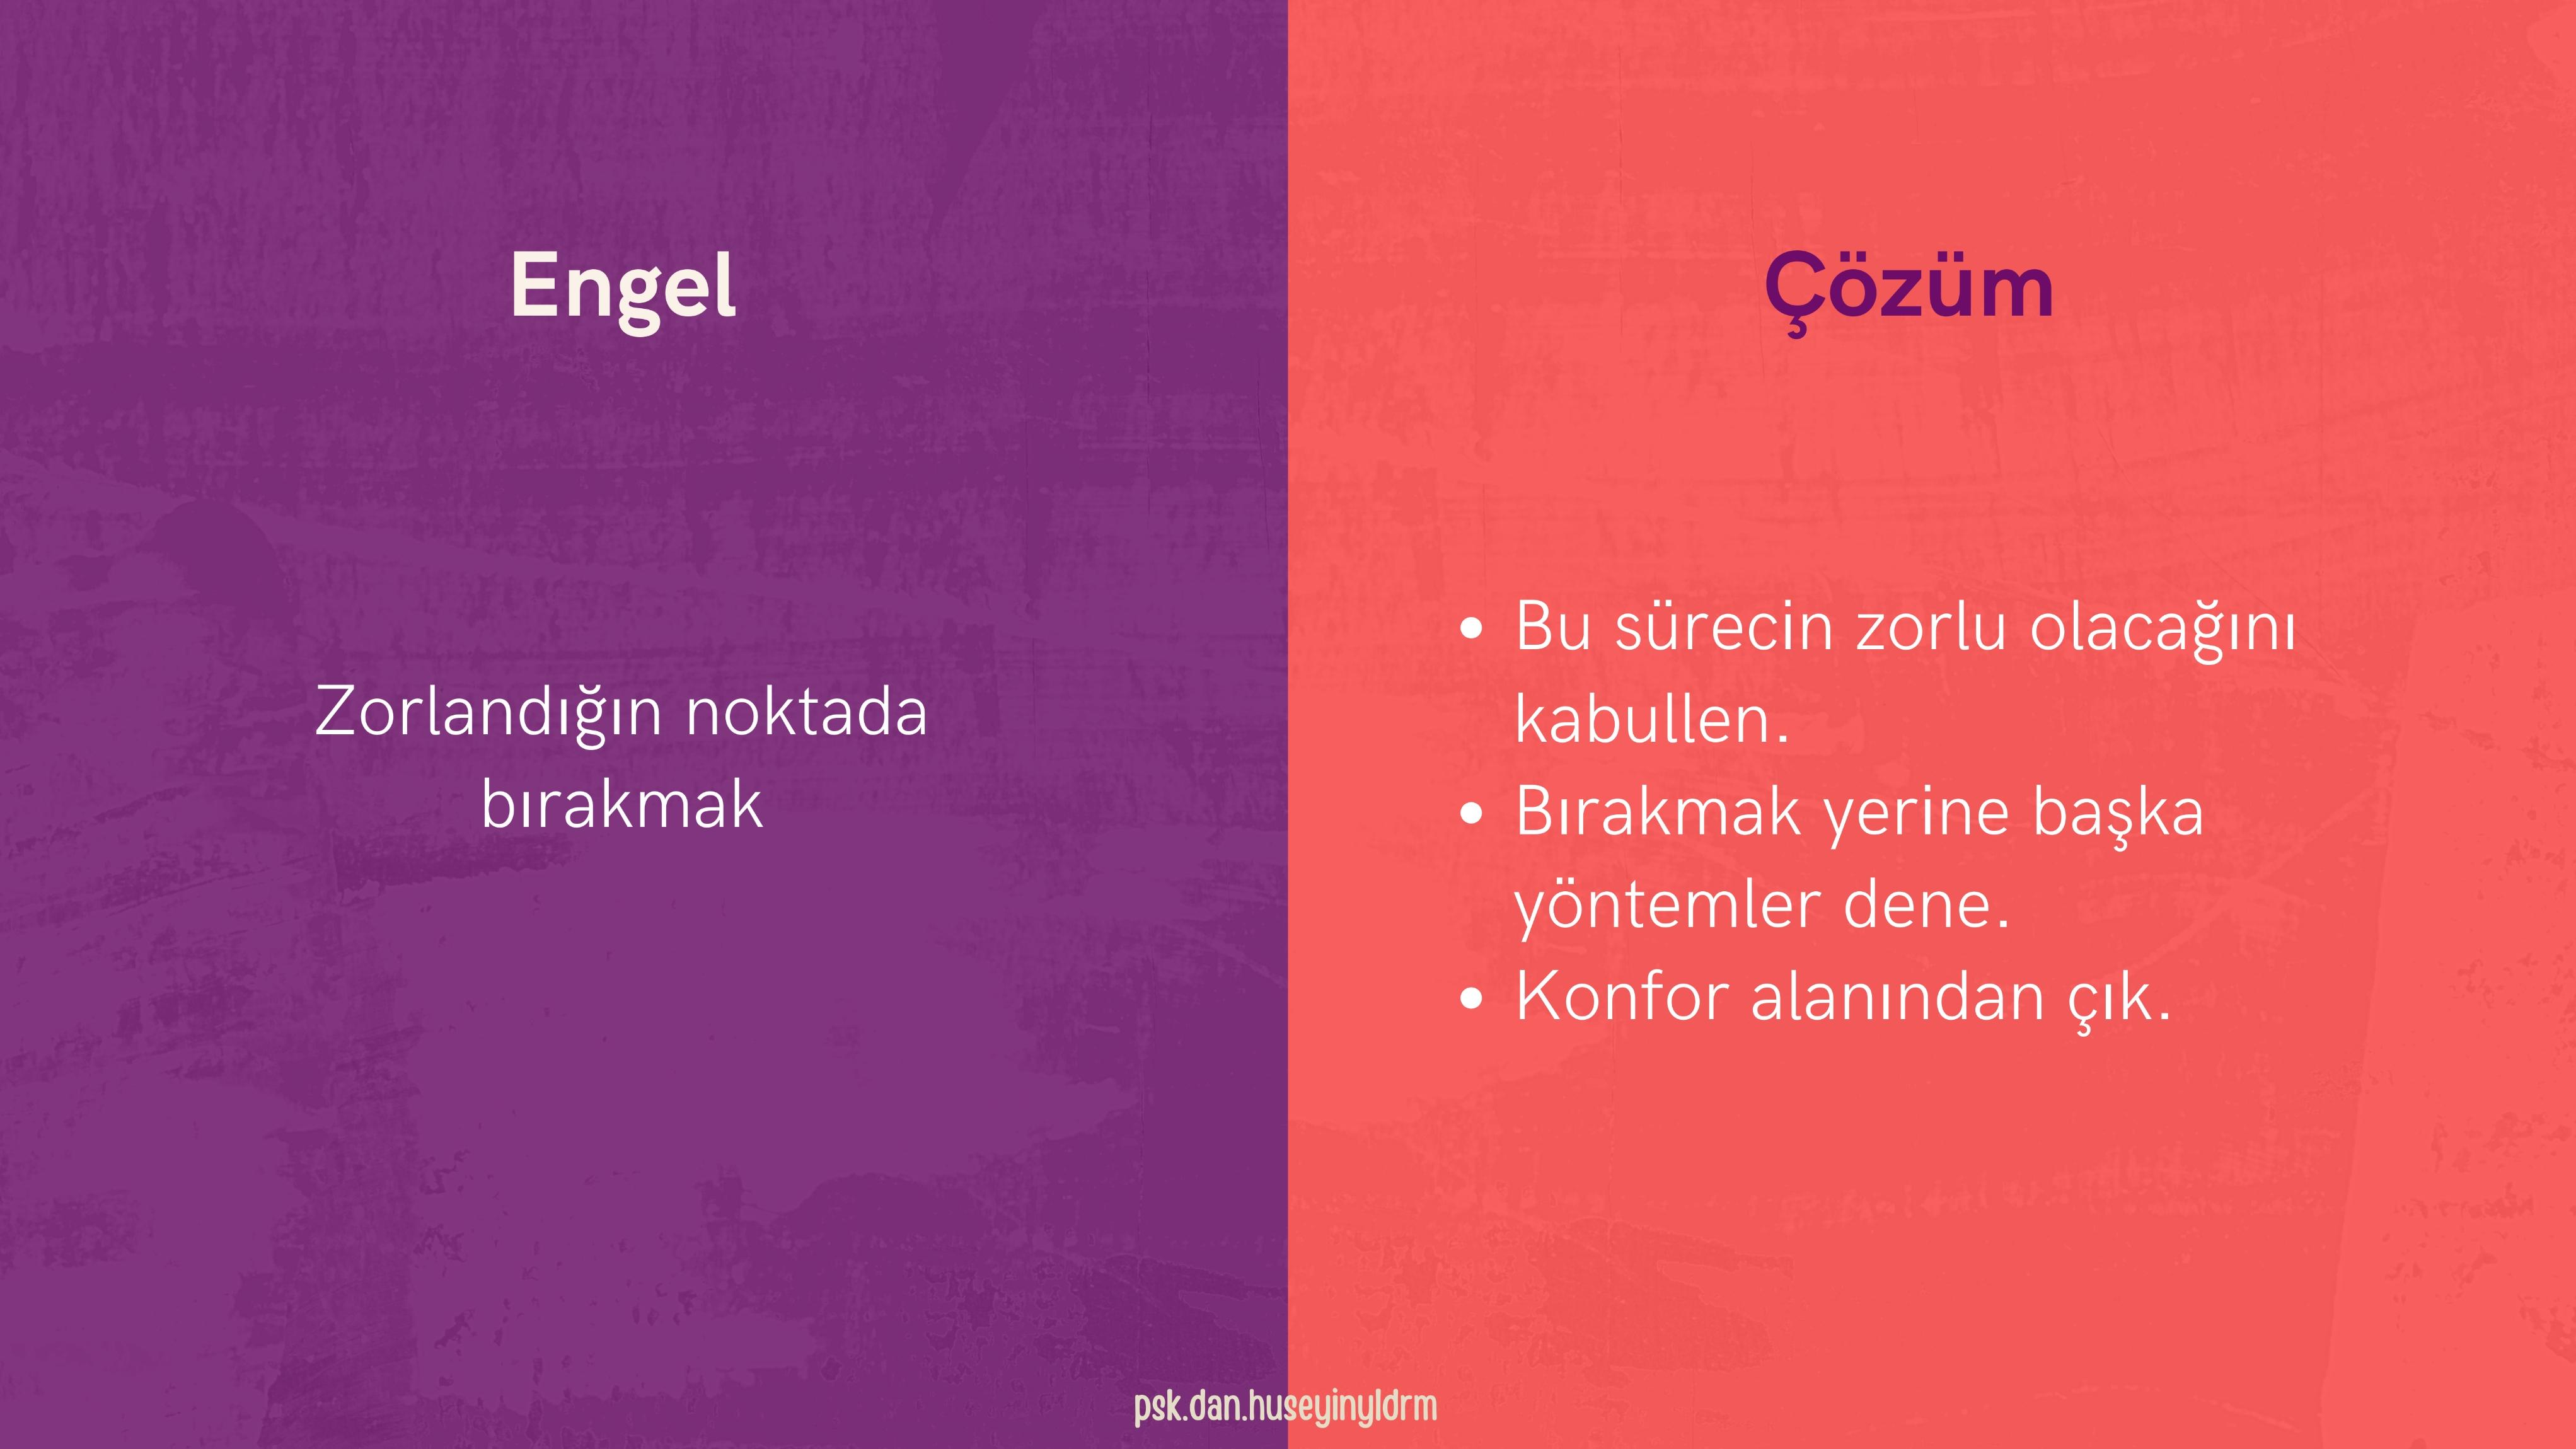 Engel
Zorlandığın noktada
bırakmak
Çözüm
• Bu sürecin zorlu olacağını
kabullen.
• Bırakmak yerine başka
yöntemler dene.
• Konfor alanından çık.
psk.dan.huseyinyldrm